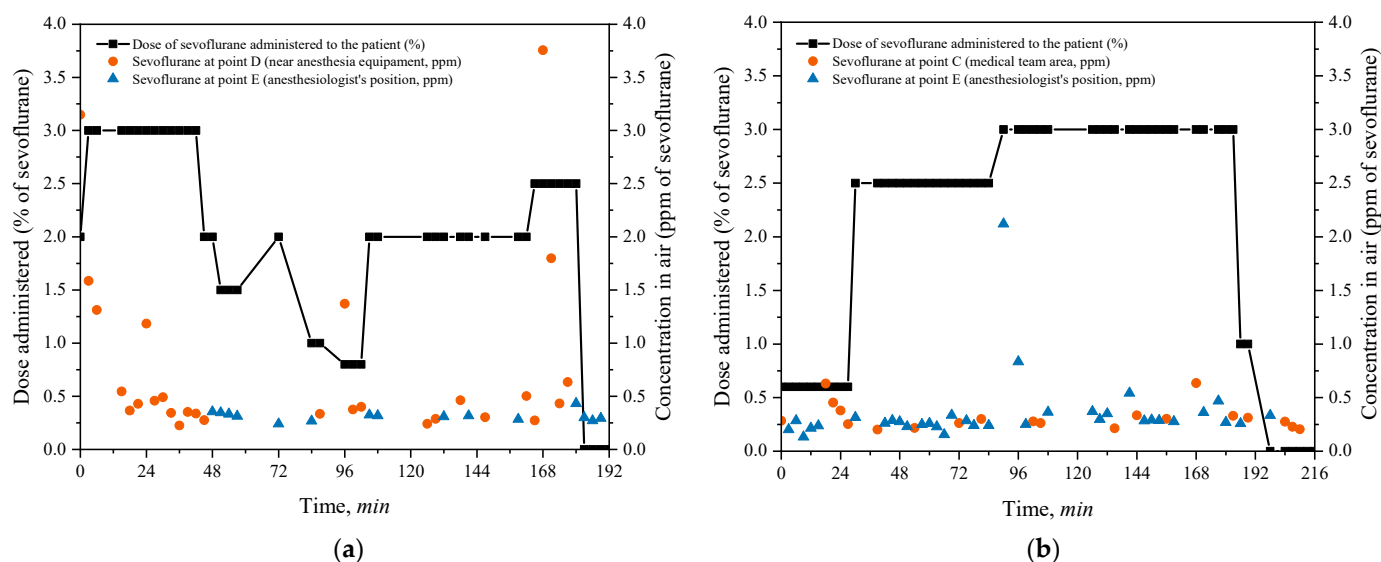 4.0
3.5
3.0
2.5
2.0
1.5
1.0
0.5
0.0
Dose administered (% of sevoflurane)
Dose of sevoflurane administered to the patient (%)
Sevoflurane at point D (near anesthesia equipament, ppm)
Sevoflurane at point E (anesthesiologist's position, ppm)
4.0
3.5
3.0
2.5
2.0
1.5
1.0
0.5
0.0
Concentration in air (ppm of sevoflurane)
0 24 48 72 96 120 144 168 192
Time, min
(a)
4.0
3.5
3.0
2.5
2.0
1.5
1.0
0.5
0.0
Dose administered (% of sevoflurane)
Dose of sevoflurane administered to the patient (%)
Sevoflurane at point C (medical team area, ppm)
Sevoflurane at point E (anesthesiologist's position, ppm)
4.0
3.5
3.0
2.5
2.0
1.5
1.0
0.5
0.0
Concentration in air (ppm of sevoflurane)
0 24 48 72 96 120 144 168 192 216
Time, min
(b)